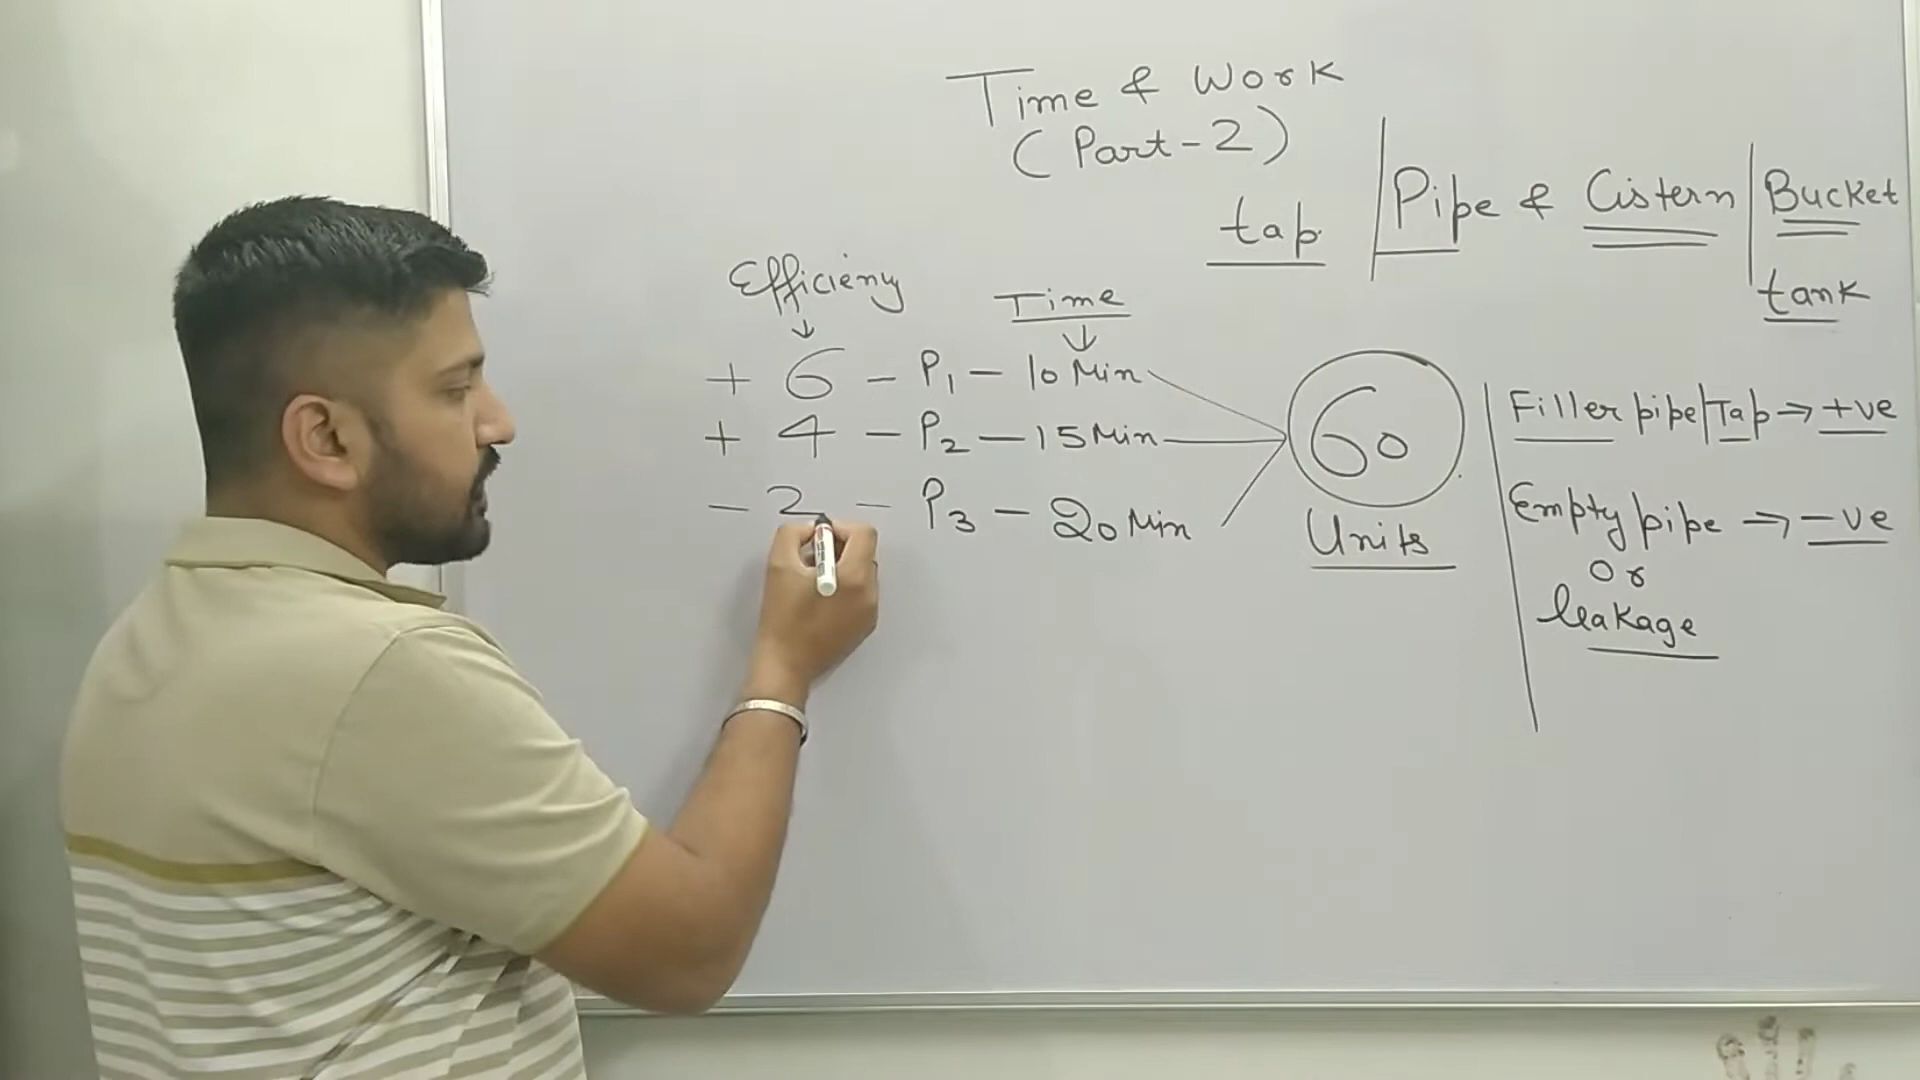 Time & Work
(Part-2)
tap | Pipe & Cistern | Bucket
tank
Efficieny
Time
+ 6 - P1 - 10 Min
+ 4 - P2 - 15 Min
- 2 - P3 - 20 Min
60
Units
Filler pipe|Tap → +ve
Empty pipe → -ve
Or
leakage